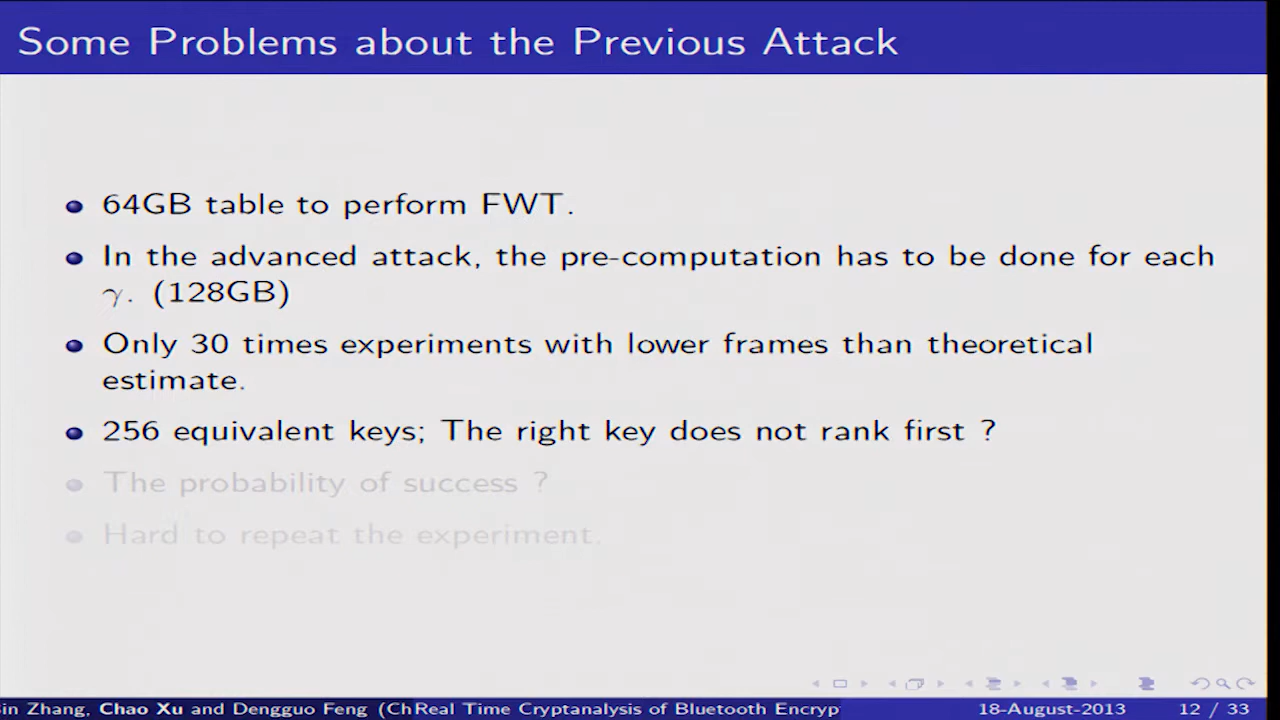 Some Problems about the Previous Attack
64GB table to perform FWT.
In the advanced attack, the pre-computation has to be done for each
γ. (128GB)
Only 30 times experiments with lower frames than theoretical
estimate.
256 equivalent keys; The right key does not rank first ?
The probability of success ?
Hard to repeat the experiment.
in Zhang, Chao Xu and Dengguo Feng (Ch Real Time Cryptanalysis of Bluetooth Encryp 18-August-2013 12 / 33